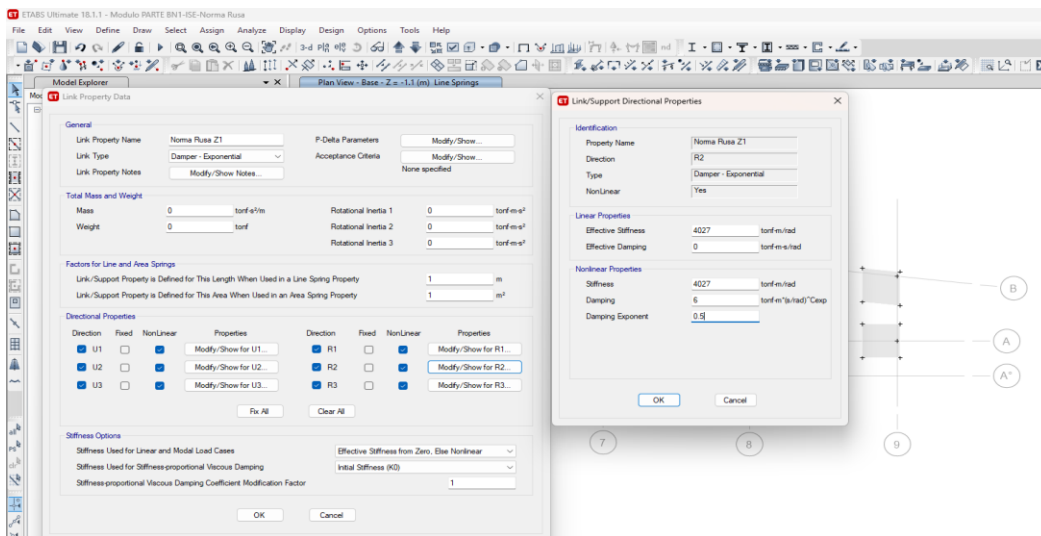 ETABS Ultimate 18.1.1 - Modulo PARTE BN1-ISE-Norma Rusa
File Edit View Define Draw Select Assign Analyze Display Design Options Tools Help
Model Explorer
Plan View - Base - Z = -1.1 (m) Line Springs
Link Property Data
General
Link Property Name Norma Rusa Z1 P-Delta Parameters Modify/Show...
Link Type Damper - Exponential Acceptance Criteria Modify/Show...
Link Property Notes Modify/Show Notes... None specified
Total Mass and Weight
Mass 0 tonf-s²/m Rotational Inertia 1 0 tonf-m-s²
Weight 0 tonf Rotational Inertia 2 0 tonf-m-s²
Rotational Inertia 3 0 tonf-m-s²
Factors for Line and Area Springs
Link/Support Property is Defined for This Length When Used in a Line Spring Property 1 m
Link/Support Property is Defined for This Area When Used in an Area Spring Property 1 m²
Directional Properties
Direction Fixed NonLinear Properties Direction Fixed NonLinear Properties
U1 Modify/Show for U1... R1 Modify/Show for R1...
U2 Modify/Show for U2... R2 Modify/Show for R2...
U3 Modify/Show for U3... R3 Modify/Show for R3...
Fix All Clear All
Stiffness Options
Stiffness Used for Linear and Modal Load Cases Effective Stiffness from Zero, Else Nonlinear
Stiffness Used for Stiffness-proportional Viscous Damping Initial Stiffness (K0)
Stiffness-proportional Viscous Damping Coefficient Modification Factor 1
OK Cancel
Link/Support Directional Properties
Identification
Property Name Norma Rusa Z1
Direction R2
Type Damper - Exponential
NonLinear Yes
Linear Properties
Effective Stiffness 4027 tonf-m/rad
Effective Damping 0 tonf-m-s/rad
Nonlinear Properties
Stiffness 4027 tonf-m/rad
Damping 6 tonf-m*(s/rad)^Cexp
Damping Exponent 0.5
OK Cancel
B
A
A"
7 8 9